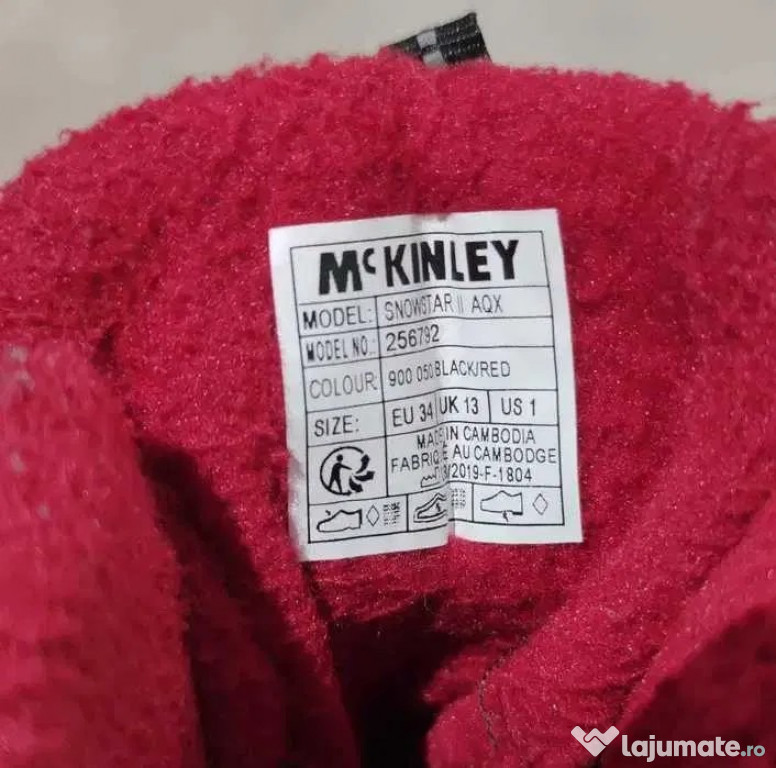 McKINLEY
MODEL: SNOWSTAR II AQX
MODEL NO.: 256792
COLOUR: 900 050 BLACK/RED
SIZE: EU 34 UK 13 US 1
MADE IN CAMBODIA
FABRIQUÉ AU CAMBODGE
/2019-F-1804
lajumate.ro